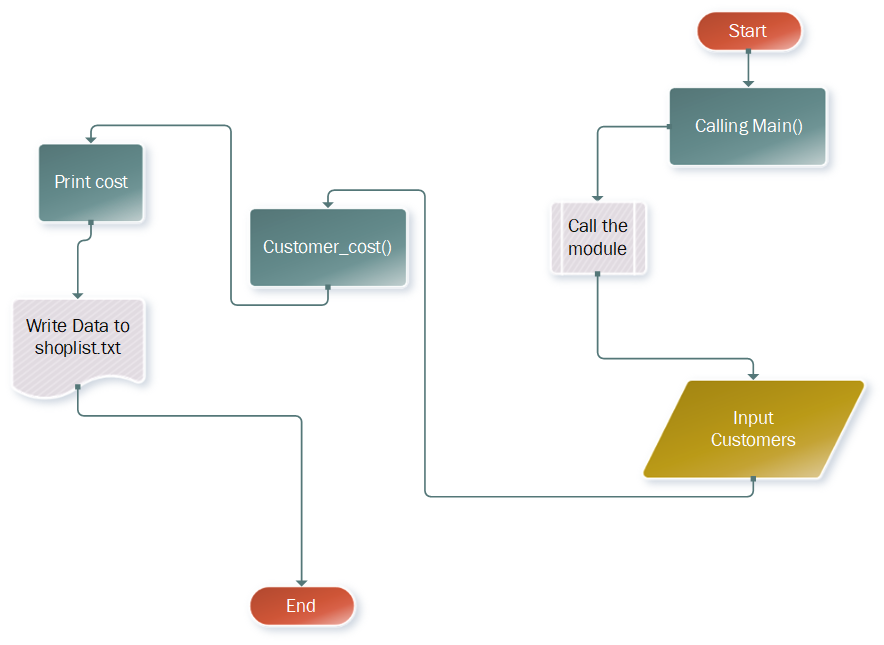 Start
Calling Main()
Call the
module
Input
Customers
Customer_cost()
Print cost
Write Data to
shoplist.txt
End